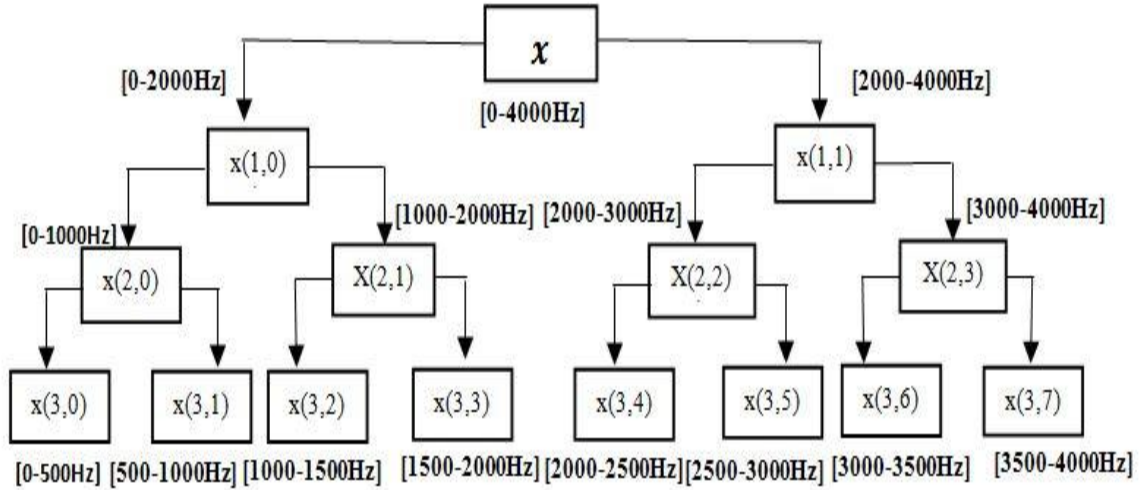 x
[0-2000Hz]
[2000-4000Hz]
[0-4000Hz]
x(1,0)
x(1,1)
[1000-2000Hz]
[2000-3000Hz]
[3000-4000Hz]
[0-1000Hz]
x(2,0)
X(2,1)
X(2,2)
X(2,3)
x(3,0)
x(3,1)
x(3,2)
x(3,3)
x(3,4)
x(3,5)
x(3,6)
x(3,7)
[0-500Hz]
[500-1000Hz]
[1000-1500Hz]
[1500-2000Hz]
[2000-2500Hz]
[2500-3000Hz]
[3000-3500Hz]
[3500-4000Hz]